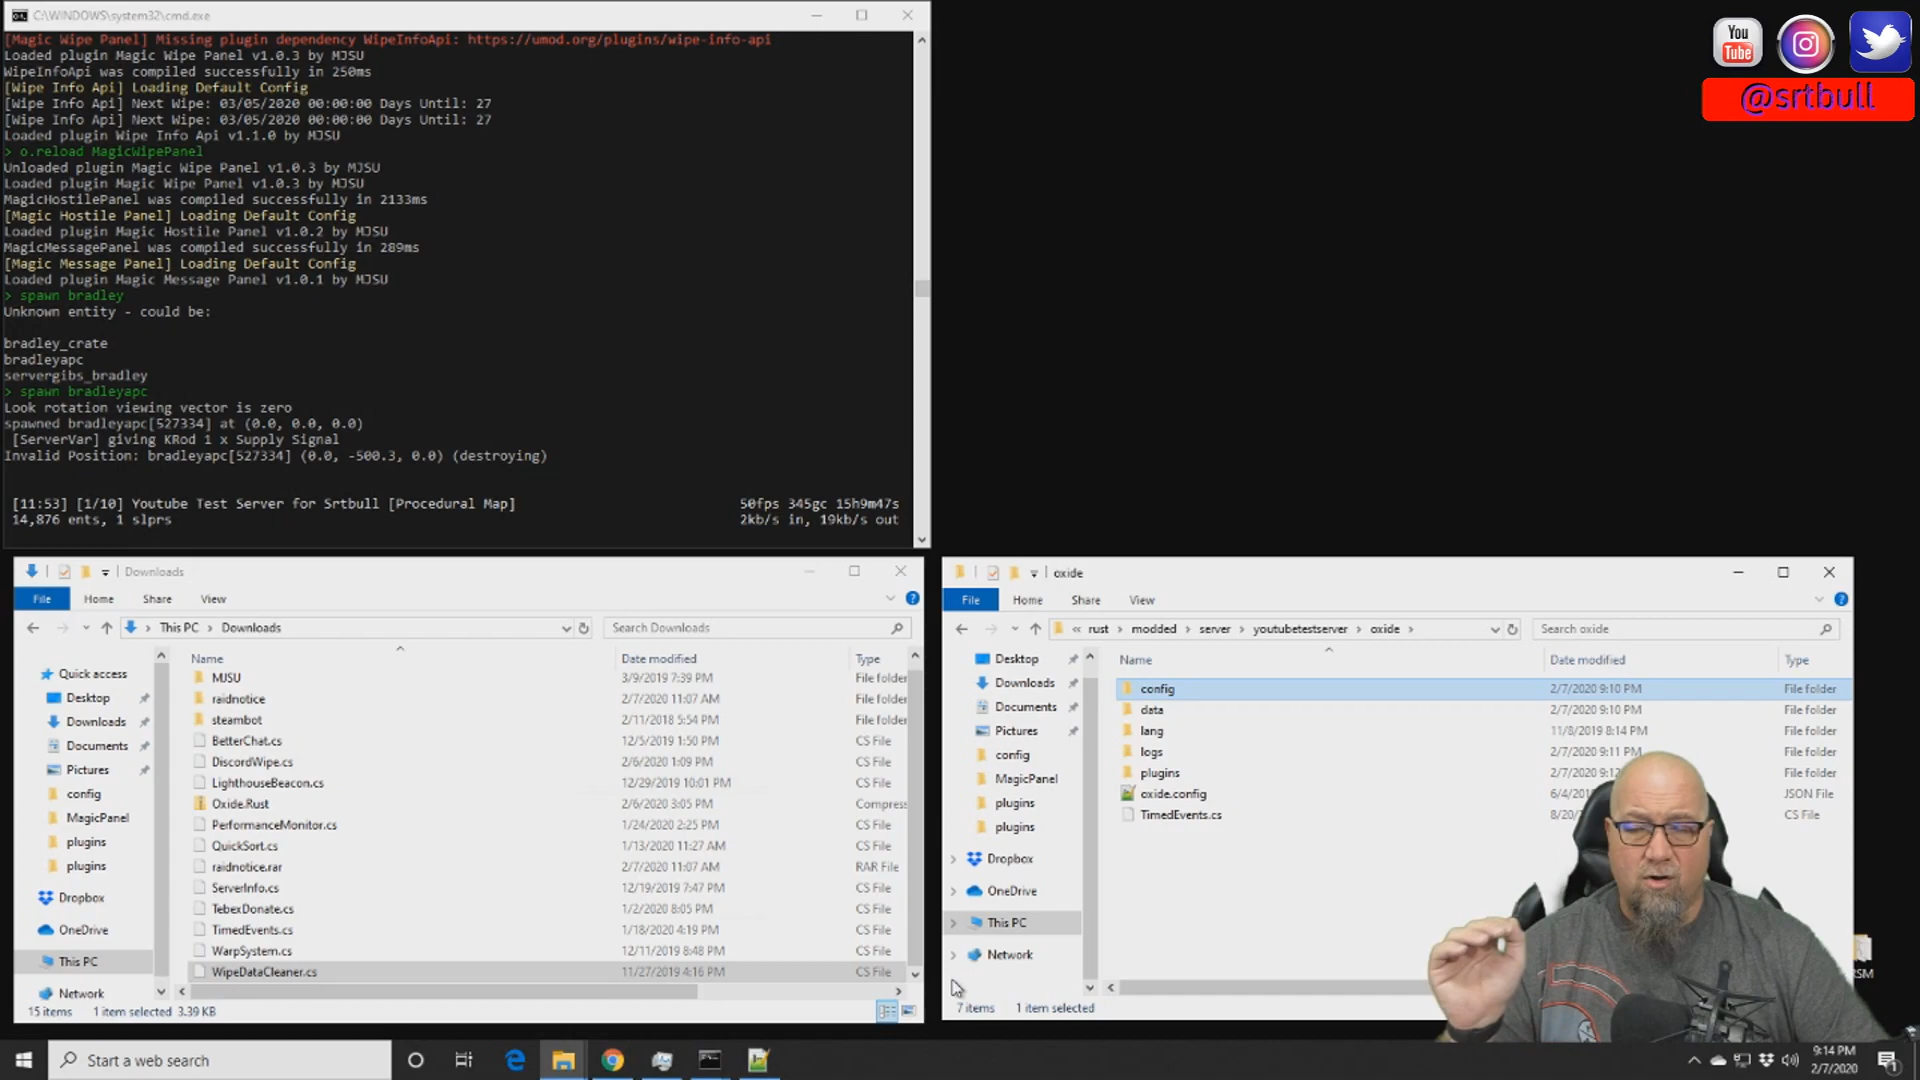 C:\WINDOWS\system32\cmd.exe
[Magic Wipe Panel] Missing plugin dependency WipeInfoApi: https://umod.org/plugins/wipe-info-api
Loaded plugin Magic Wipe Panel v1.0.3 by MJSU
WipeInfoApi was compiled successfully in 250ms
[Wipe Info Api] Loading Default Config
[Wipe Info Api] Next Wipe: 03/05/2020 00:00:00 Days Until: 27
[Wipe Info Api] Next Wipe: 03/05/2020 00:00:00 Days Until: 27
Loaded plugin Wipe Info Api v1.1.0 by MJSU
> o.reload MagicWipePanel
Unloaded plugin Magic Wipe Panel v1.0.3 by MJSU
Loaded plugin Magic Wipe Panel v1.0.3 by MJSU
MagicHostilePanel was compiled successfully in 2133ms
[Magic Hostile Panel] Loading Default Config
Loaded plugin Magic Hostile Panel v1.0.2 by MJSU
MagicMessagePanel was compiled successfully in 289ms
[Magic Message Panel] Loading Default Config
Loaded plugin Magic Message Panel v1.0.1 by MJSU
> spawn bradley
Unknown entity - could be:
bradley_crate
bradleyapc
servergibs_bradley
> spawn bradleyapc
Look rotation viewing vector is zero
spawned bradleyapc[527334] at (0.0, 0.0, 0.0)
[ServerVar] giving KRod 1 x Supply Signal
Invalid Position: bradleyapc[527334] (0.0, -500.3, 0.0) (destroying)
[11:53] [1/10] Youtube Test Server for Srtbull [Procedural Map] 50fps 345gc 15h9m47s
14,876 ents, 1 slprs 2kb/s in, 19kb/s out
You
Tube
@srtbull
Downloads
File Home Share View
This PC > Downloads
Search Downloads
Name Date modified Type
Quick access
Desktop
Downloads
Documents
Pictures
config
MagicPanel
plugins
plugins
Dropbox
OneDrive
This PC
Network
MJSU 3/9/2019 7:39 PM File folder
raidnotice 2/7/2020 11:07 AM File folder
steambot 2/11/2018 5:54 PM File folder
BetterChat.cs 12/5/2019 1:50 PM CS File
DiscordWipe.cs 2/6/2020 1:09 PM CS File
LighthouseBeacon.cs 12/29/2019 10:01 PM CS File
Oxide.Rust 2/6/2020 3:05 PM Compress
PerformanceMonitor.cs 1/24/2020 2:25 PM CS File
QuickSort.cs 1/13/2020 11:27 AM CS File
raidnotice.rar 2/7/2020 11:07 AM RAR File
ServerInfo.cs 12/19/2019 7:47 PM CS File
TebexDonate.cs 1/2/2020 8:05 PM CS File
TimedEvents.cs 1/18/2020 4:19 PM CS File
WarpSystem.cs 12/11/2019 8:48 PM CS File
WipeDataCleaner.cs 11/27/2019 4:16 PM CS File
15 items 1 item selected 3.39 KB
oxide
File Home Share View
« rust > modded > server > youtubetestserver > oxide >
Search oxide
Name Date modified Type
Desktop
Downloads
Documents
Pictures
config
MagicPanel
plugins
plugins
Dropbox
OneDrive
This PC
Network
config 2/7/2020 9:10 PM File folder
data 2/7/2020 9:10 PM File folder
lang 11/8/2019 8:14 PM File folder
logs 2/7/2020 9:11 PM File folder
plugins 2/7/2020 9:12 File folder
oxide.config 6/4/201 JSON File
TimedEvents.cs 8/20/ CS File
7 items 1 item selected
RSM
Start a web search
9:14 PM
2/7/2020
1